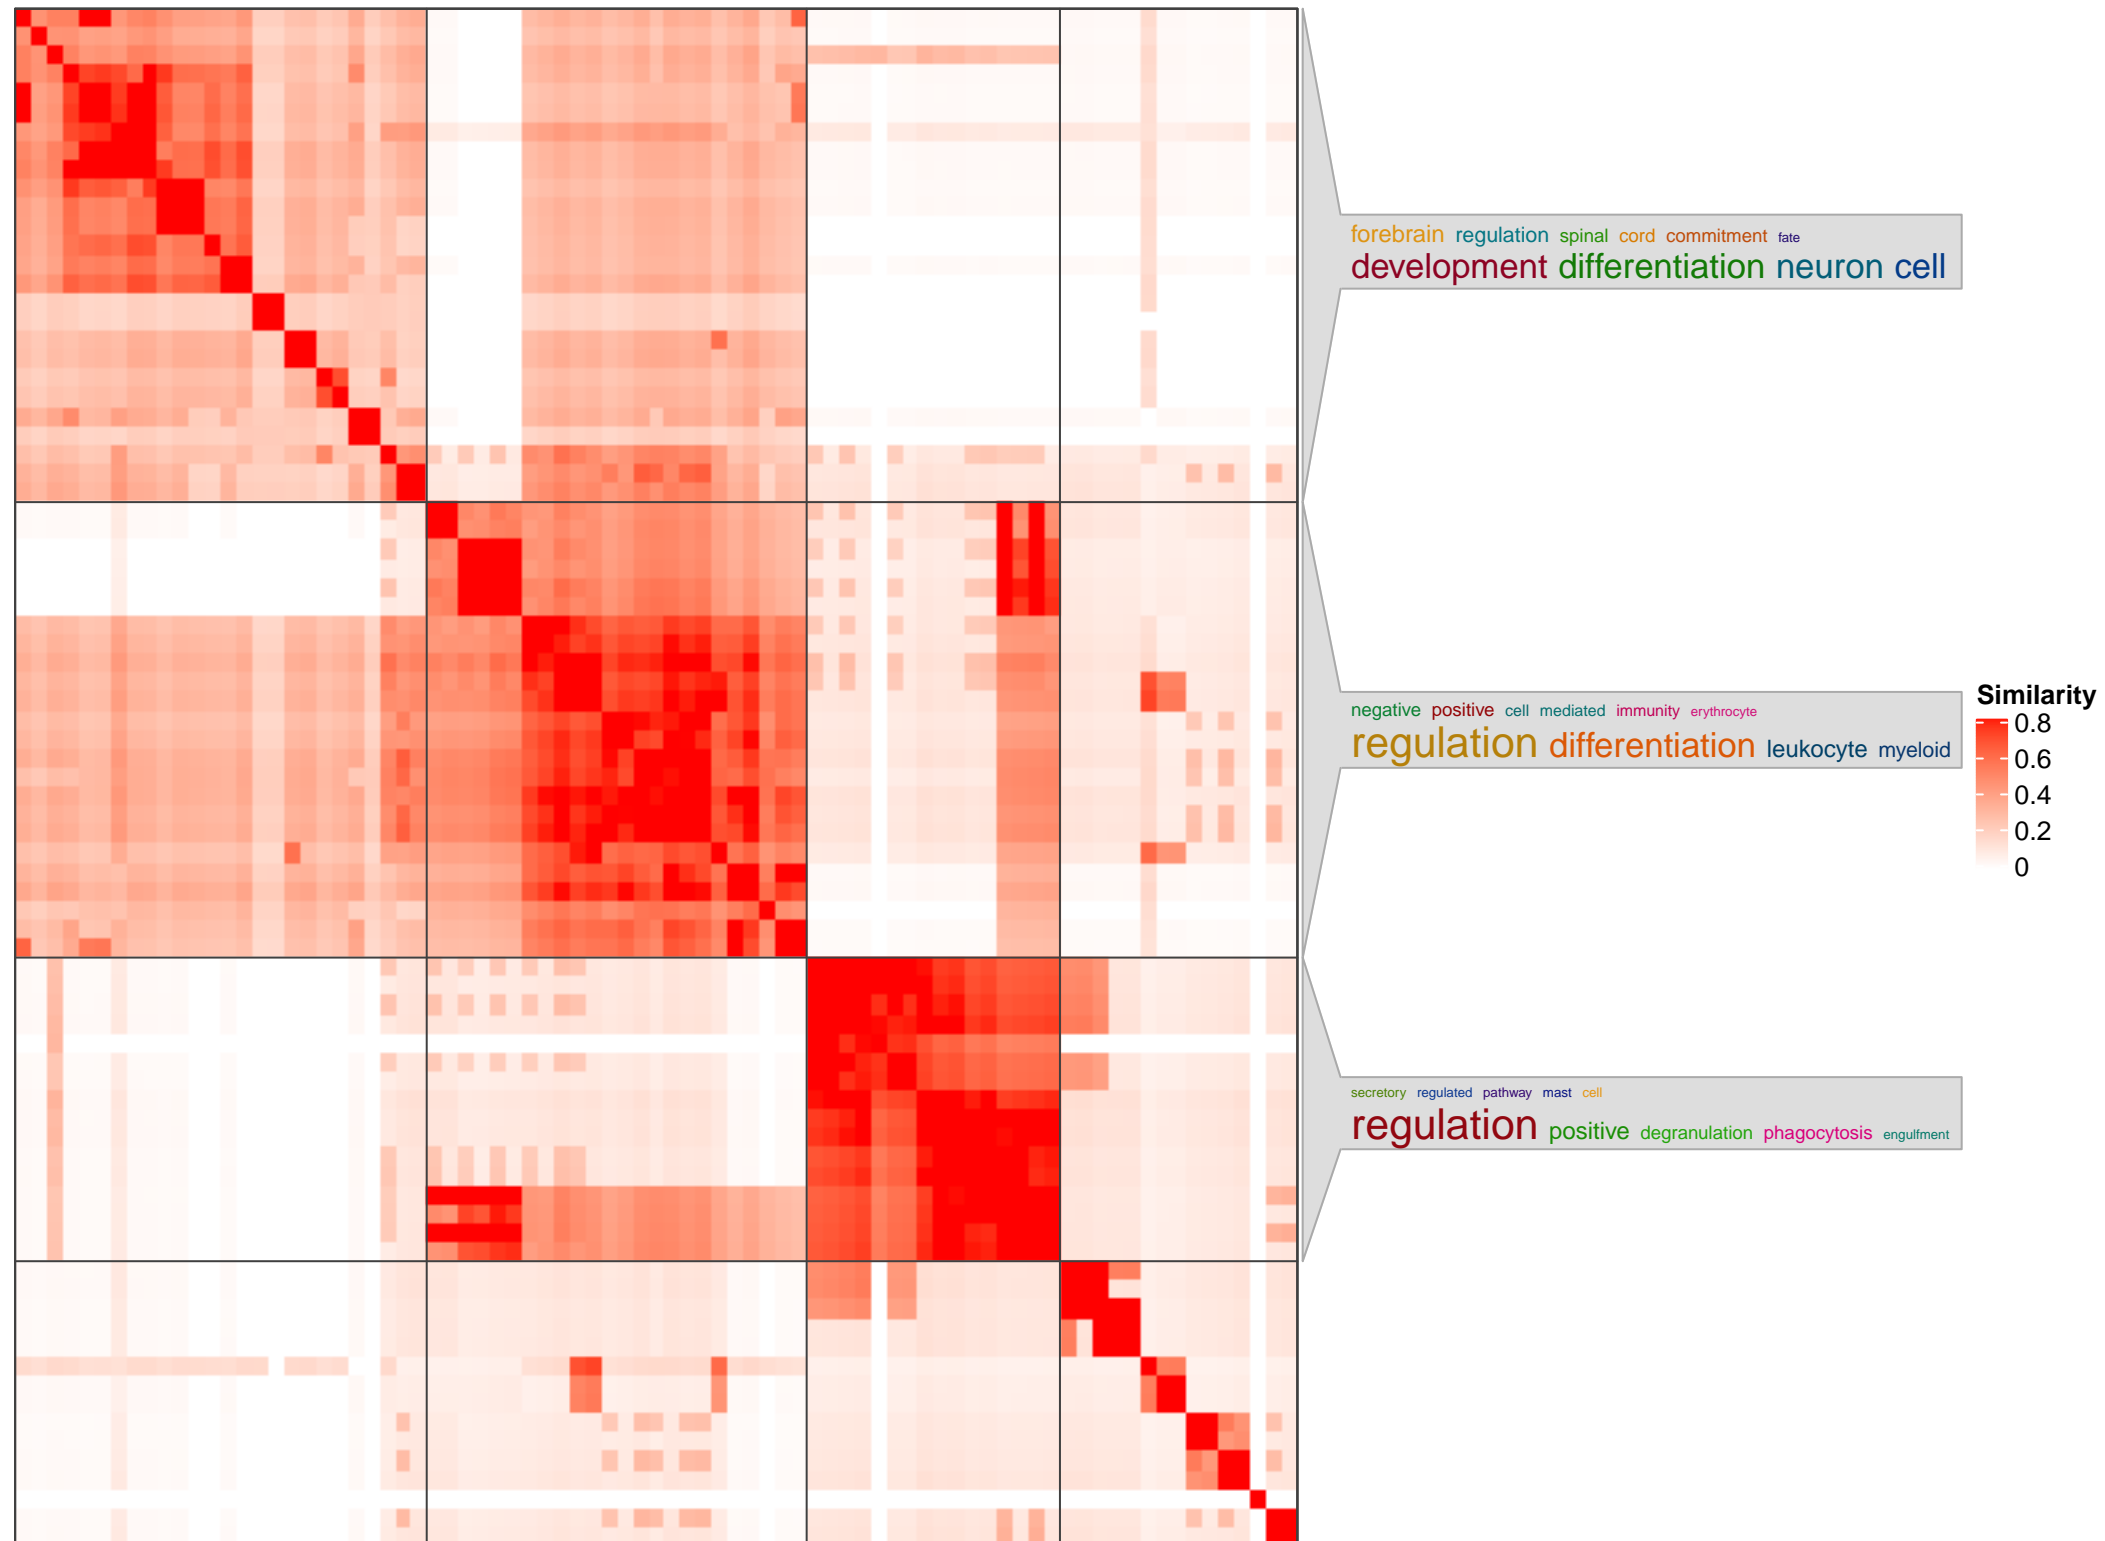 forebrain regulation spinal cord commitment fate
development differentiation neuron cell
negative positive cell mediated immunity erythrocyte
regulation differentiation leukocyte myeloid
secretory regulated pathway mast cell
regulation positive degranulation phagocytosis engulfment
Similarity
0.8
0.6
0.4
0.2
0